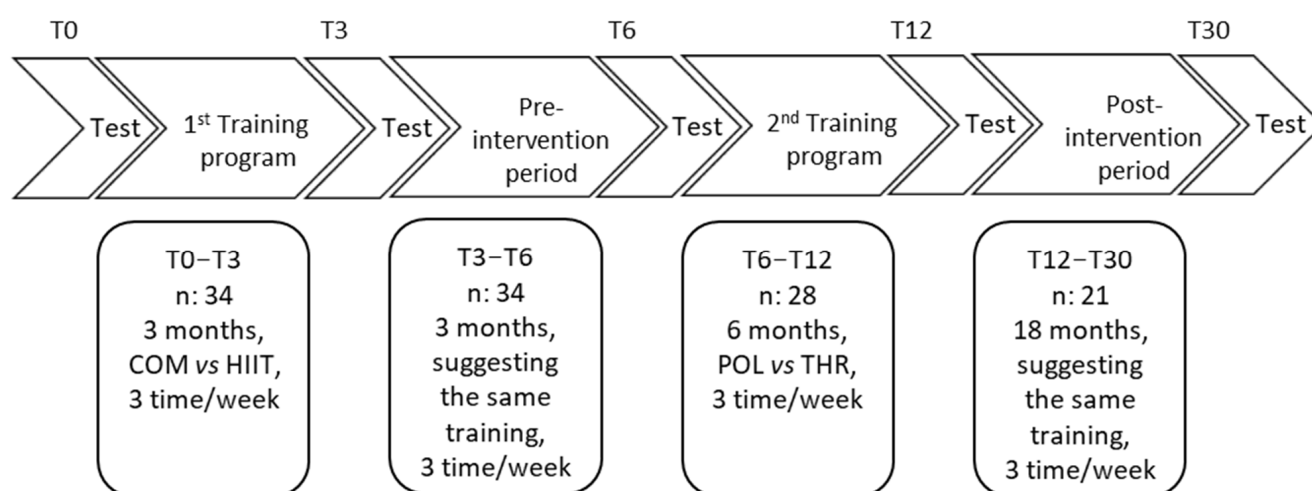 T0 T3 T6 T12 T30
Test
1st Training
program
Test
Pre-
intervention
period
Test
2nd Training
program
Test
Post-
intervention
period
Test
T0–T3
n: 34
3 months,
COM vs HIIT,
3 time/week
T3–T6
n: 34
3 months,
suggesting
the same
training,
3 time/week
T6–T12
n: 28
6 months,
POL vs THR,
3 time/week
T12–T30
n: 21
18 months,
suggesting
the same
training,
3 time/week